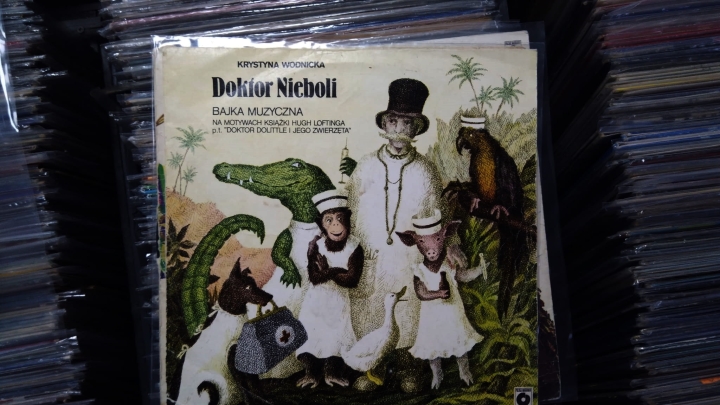 KRYSTYNA WODNICKA
Doktor Nieboli
BAJKA MUZYCZNA
NA MOTYWACH KSIĄŻKI HUGH LOFTINGA
p.t. "DOKTOR DOLITTLE I JEGO ZWIERZĘTA"